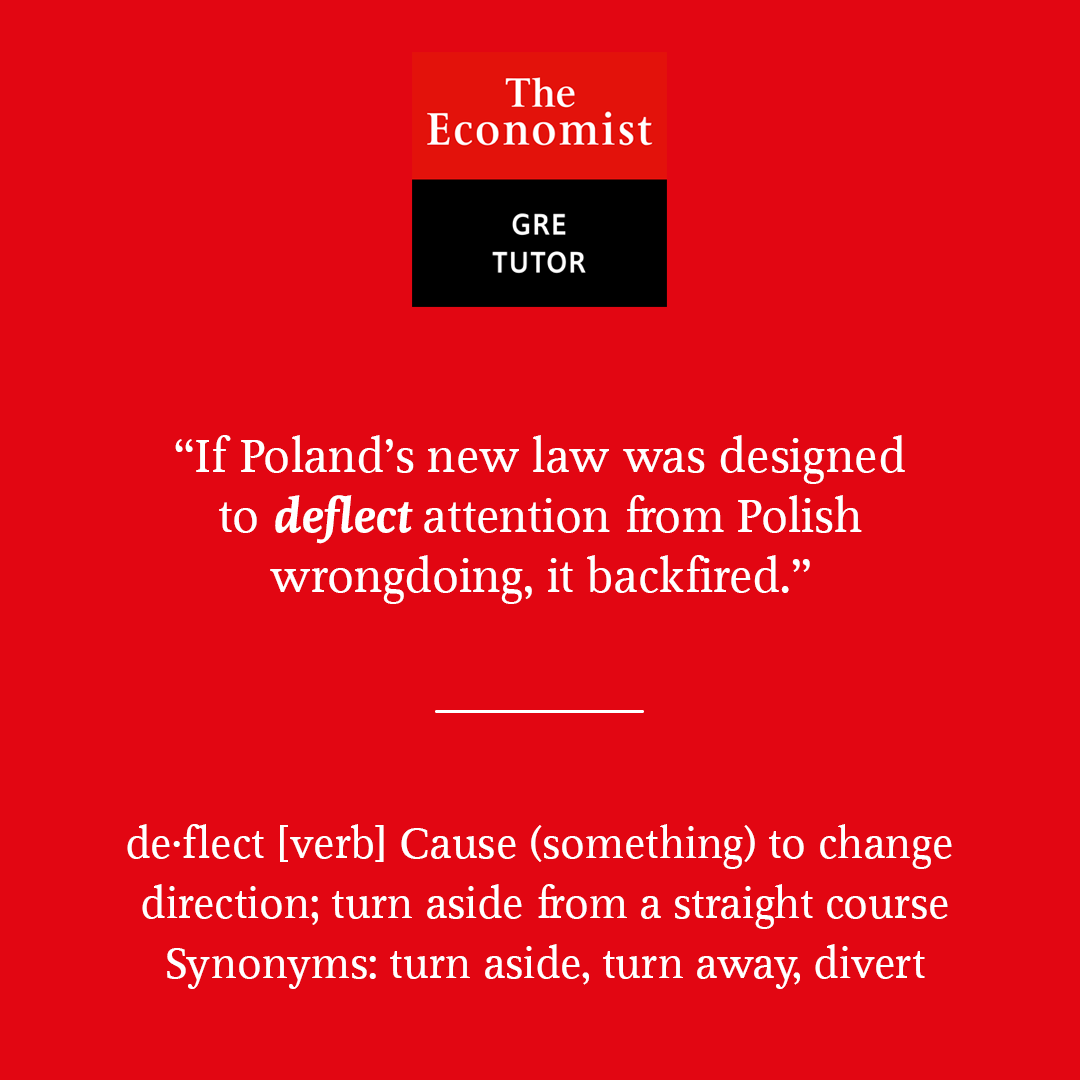 The
Economist
GRE
TUTOR
“If Poland’s new law was designed
to deflect attention from Polish
wrongdoing, it backfired.”
de·flect [verb] Cause (something) to change
direction; turn aside from a straight course
Synonyms: turn aside, turn away, divert